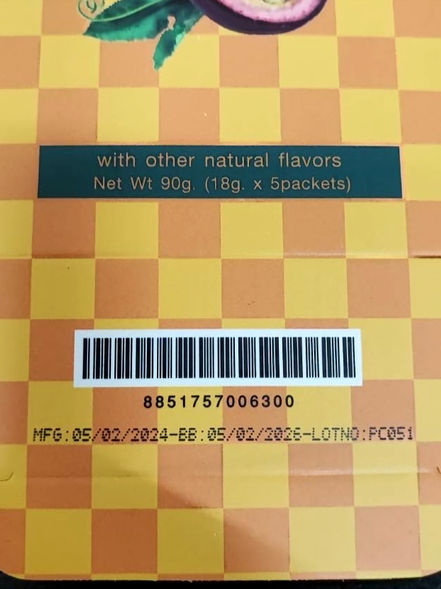 with other natural flavors
Net Wt 90g. (18g. x 5packets)
8851757006300
MFG:05/02/2024-BB:05/02/2026-LOTNO:PC051